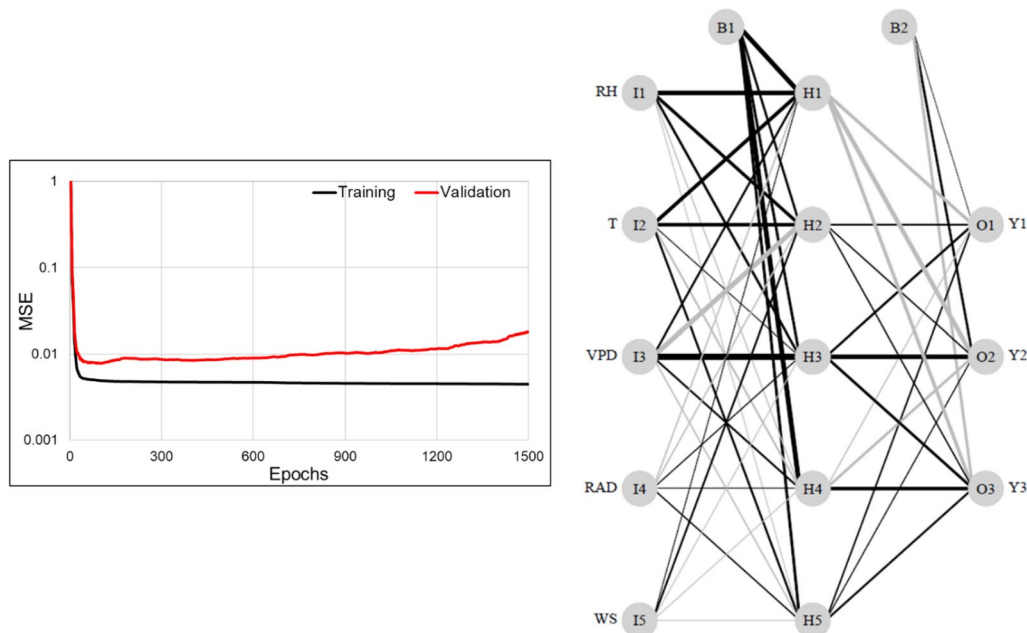 1
0.1
0.01
0.001
MSE
Training
Validation
0
300
600
900
1200
1500
Epochs
B1
B2
RH I1 H1
T I2 H2 O1 Y1
VPD I3 H3 O2 Y2
RAD I4 H4 O3 Y3
WS I5 H5